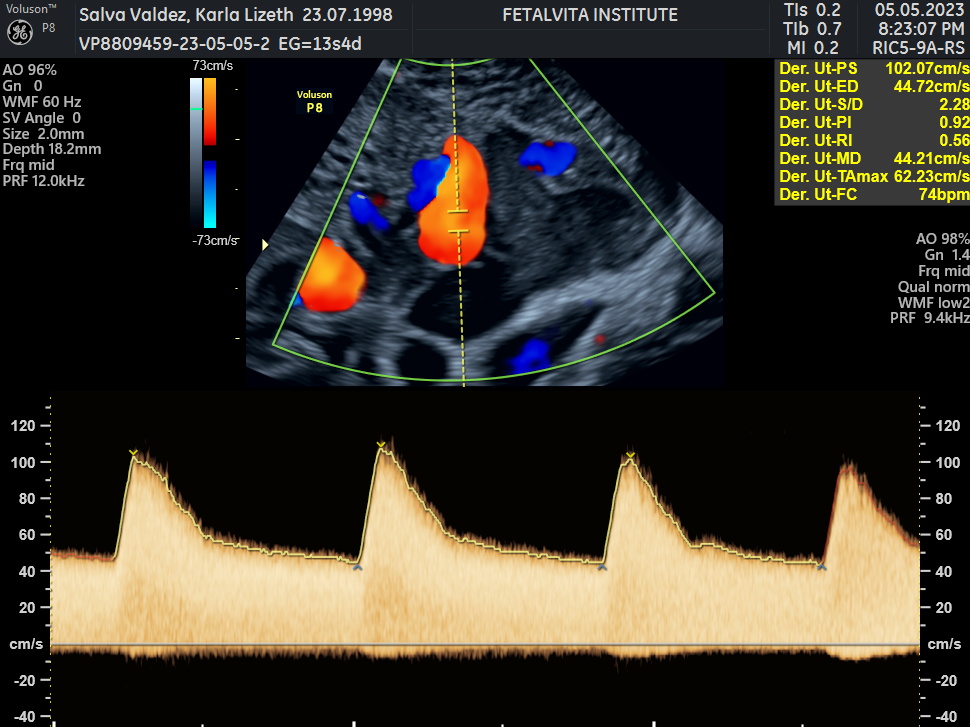 Voluson™
P8
Salva Valdez, Karla Lizeth 23.07.1998
VP8809459-23-05-05-2 EG=13s4d
FETALVITA INSTITUTE
TIs 0.2
TIb 0.7
MI 0.2
05.05.2023
8:23:07 PM
RIC5-9A-RS
AO 96%
Gn 0
WMF 60 Hz
SV Angle 0
Size 2.0mm
Depth 18.2mm
Frq mid
PRF 12.0kHz
73cm/s
-73cm/s
Voluson
P8
Der. Ut-PS 102.07cm/s
Der. Ut-ED 44.72cm/s
Der. Ut-S/D 2.28
Der. Ut-PI 0.92
Der. Ut-RI 0.56
Der. Ut-MD 44.21cm/s
Der. Ut-TAmax 62.23cm/s
Der. Ut-FC 74bpm
AO 98%
Gn 1.4
Frq mid
Qual norm
WMF low2
PRF 9.4kHz
120 120
100 100
80 80
60 60
40 40
20 20
cm/s cm/s
-20 -20
-40 -40